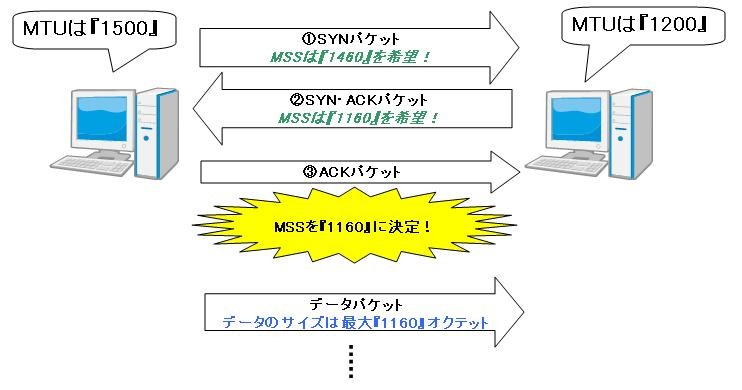 MTUは『1500』
MTUは『1200』
①SYNパケット
MSSは『1460』を希望！
②SYN・ACKパケット
MSSは『1160』を希望！
③ACKパケット
MSSを『1160』に決定！
データパケット
データのサイズは最大『1160』オクテット